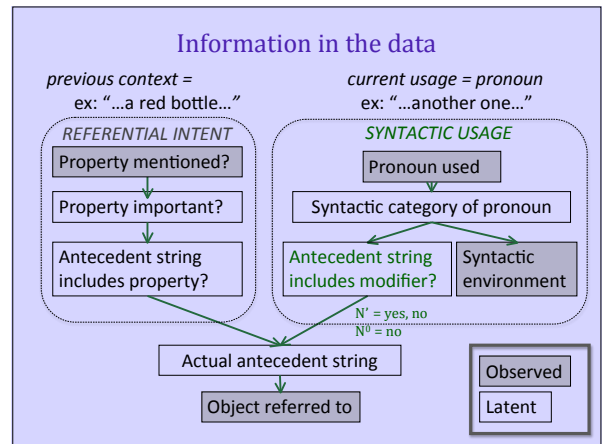 Information in the data
previous context =
ex: “…a red bottle…”
current usage = pronoun
ex: “…another one…”
REFERENTIAL INTENT
Property mentioned?
Property important?
Antecedent string
includes property?
SYNTACTIC USAGE
Pronoun used
Syntactic category of pronoun
Antecedent string
includes modifier?
Syntactic
environment
N’ = yes, no
N⁰ = no
Actual antecedent string
Object referred to
Observed
Latent